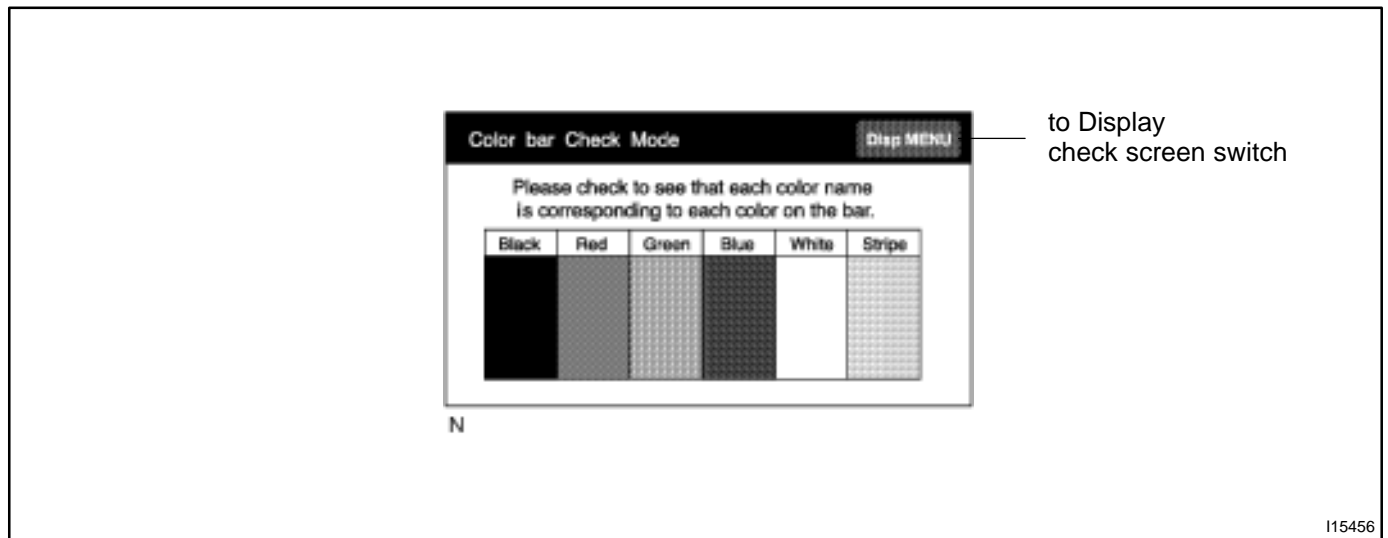 Color bar Check Mode
Disp MENU
to Display
check screen switch
Please check to see that each color name
is corresponding to each color on the bar.
Black Red Green Blue White Stripe
N
I15456